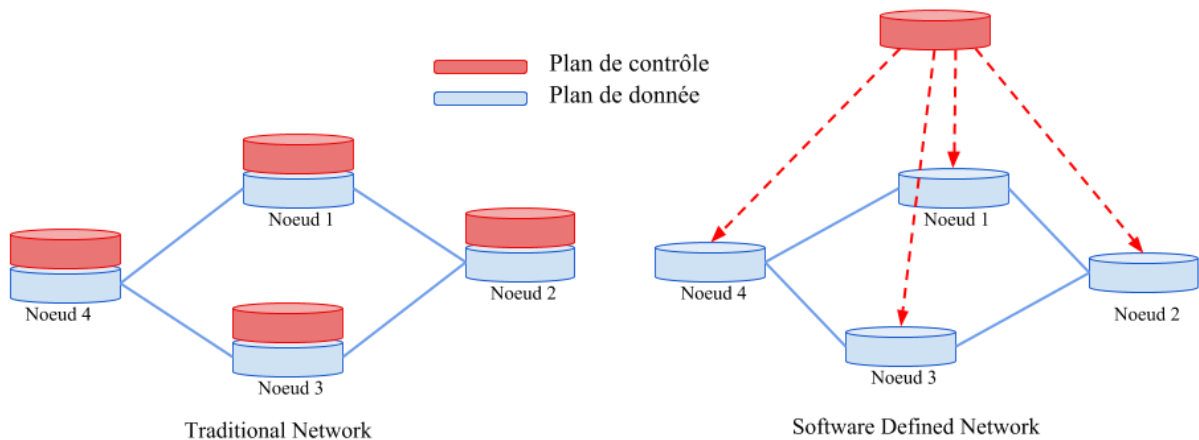 Plan de contrôle
Plan de donnée
Noeud 1
Noeud 2
Noeud 4
Noeud 3
Traditional Network
Noeud 1
Noeud 4
Noeud 2
Noeud 3
Software Defined Network